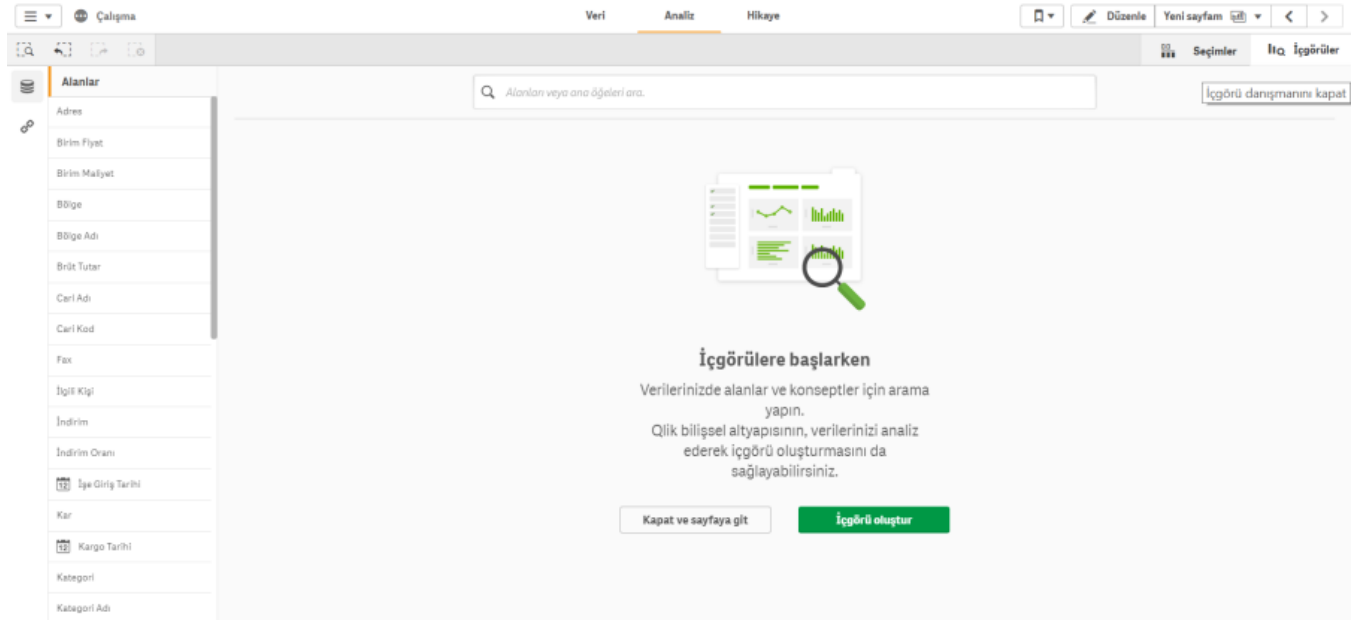 Çalışma
Veri
Analiz
Hikaye
Düzenle
Yeni sayfam
Seçimler
İçgörüler
İçgörü danışmanını kapat
Alanlar
Alanları veya ana öğeleri ara.
Adres
Birim Fiyat
Birim Maliyet
Bölge
Bölge Adı
Brüt Tutar
Cari Adı
Cari Kod
Fax
İlgili Kişi
İndirim
İndirim Oranı
12 İşe Giriş Tarihi
Kar
12 Kargo Tarihi
Kategori
Kategori Adı
İçgörülere başlarken
Verilerinizde alanlar ve konseptler için arama
yapın.
Qlik bilişsel altyapısının, verilerinizi analiz
ederek içgörü oluşturmasını da
sağlayabilirsiniz.
Kapat ve sayfaya git
İçgörü oluştur